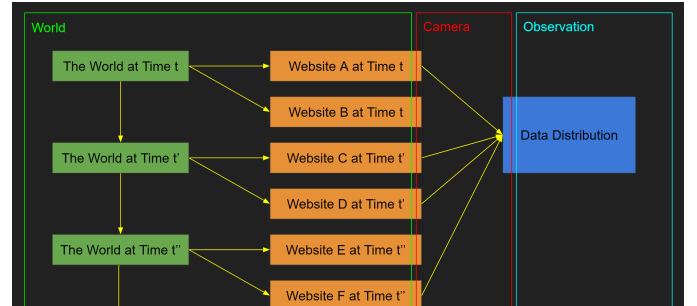 World
Camera
Observation
The World at Time t
Website A at Time t
Website B at Time t
Data Distribution
The World at Time t'
Website C at Time t'
Website D at Time t'
The World at Time t"
Website E at Time t"
Website F at Time t"